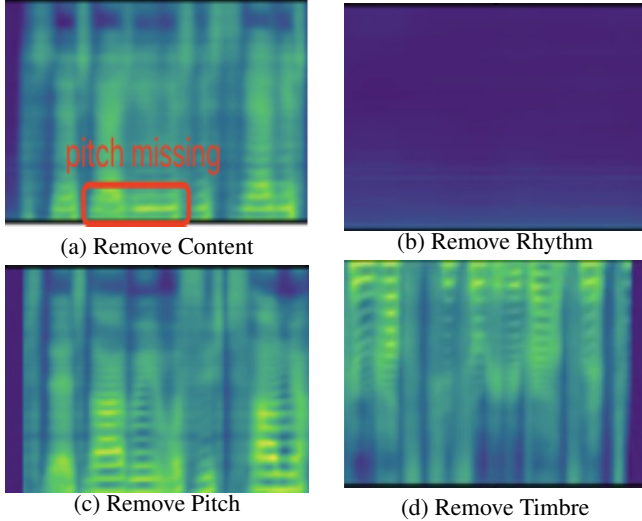 pitch missing
(a) Remove Content
(b) Remove Rhythm
(c) Remove Pitch
(d) Remove Timbre